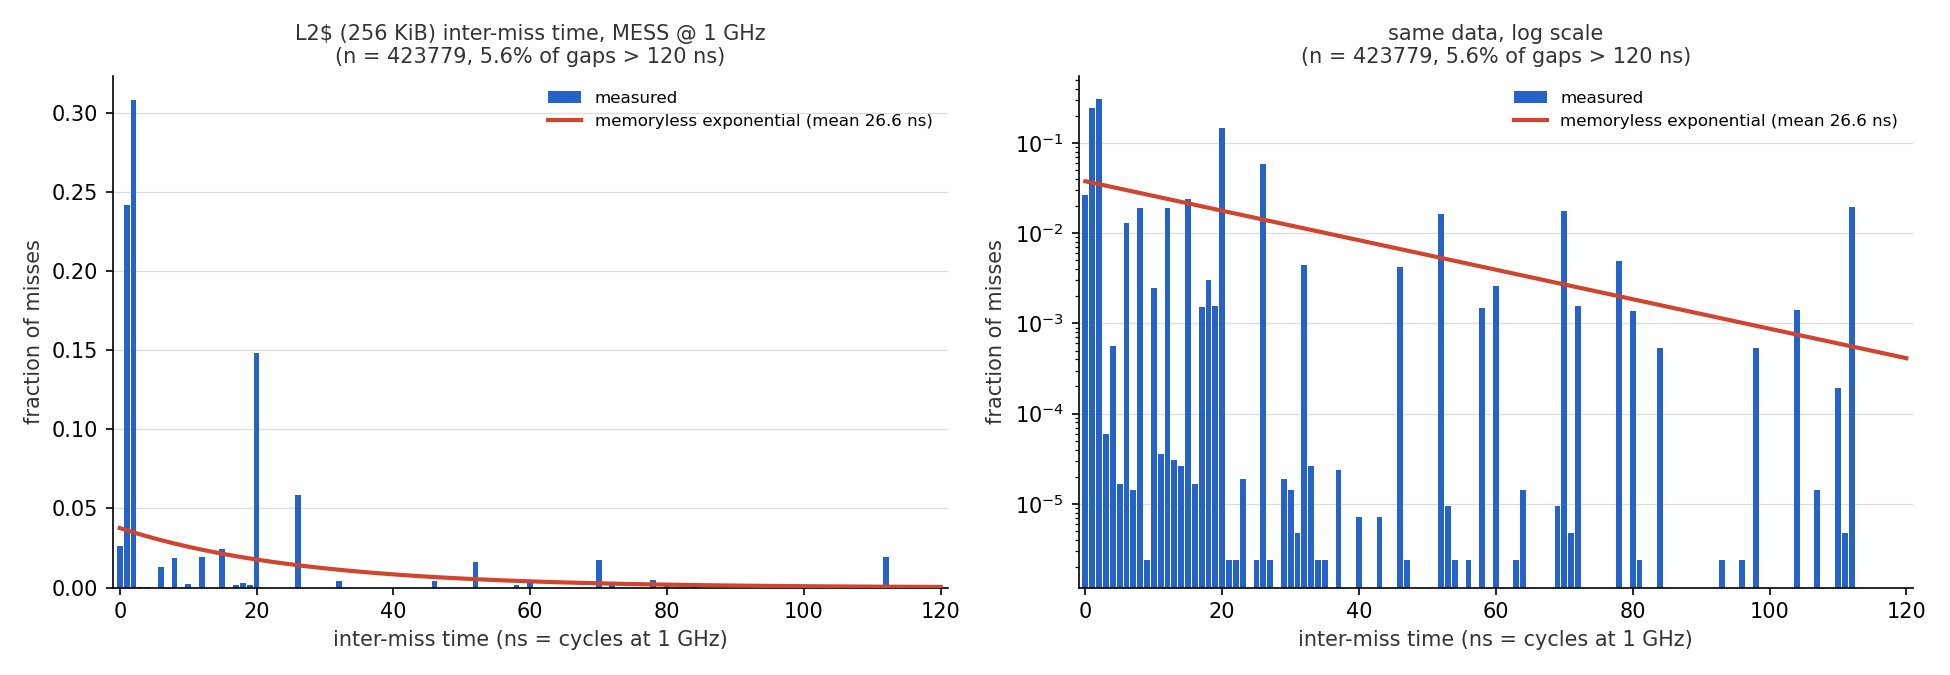 L2$ (256 KiB) inter-miss time, MESS @ 1 GHz
(n = 423779, 5.6% of gaps > 120 ns)
measured
memoryless exponential (mean 26.6 ns)
fraction of misses
0.30
0.25
0.20
0.15
0.10
0.05
0.00
0 20 40 60 80 100 120
inter-miss time (ns = cycles at 1 GHz)
same data, log scale
(n = 423779, 5.6% of gaps > 120 ns)
measured
memoryless exponential (mean 26.6 ns)
fraction of misses
10⁻¹
10⁻²
10⁻³
10⁻⁴
10⁻⁵
0 20 40 60 80 100 120
inter-miss time (ns = cycles at 1 GHz)